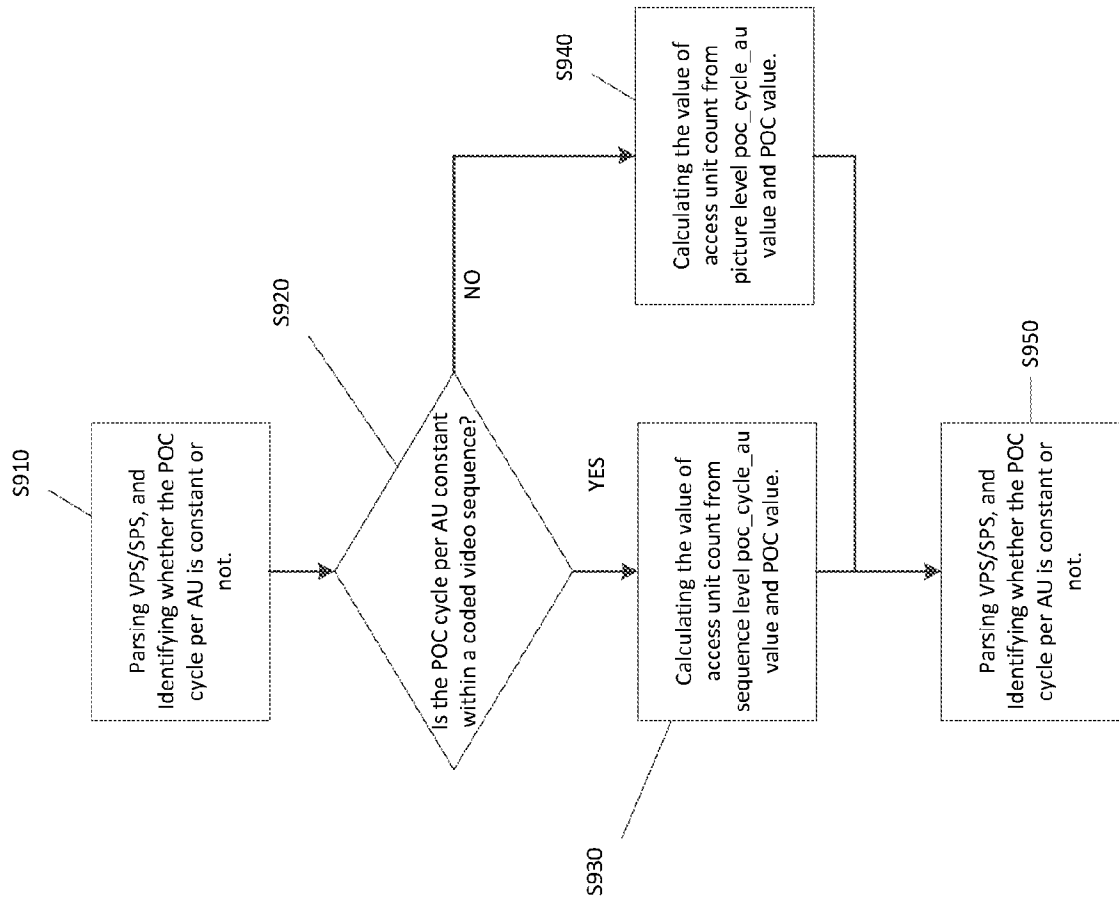 S910
Parsing VPS/SPS, and
Identifying whether the POC
cycle per AU is constant or
not.
S920
Is the POC cycle per AU constant
within a coded video sequence?
NO
YES
S930
Calculating the value of
access unit count from
sequence level poc_cycle_au
value and POC value.
S940
Calculating the value of
access unit count from
picture level poc_cycle_au
value and POC value.
S950
Parsing VPS/SPS, and
Identifying whether the POC
cycle per AU is constant or
not.